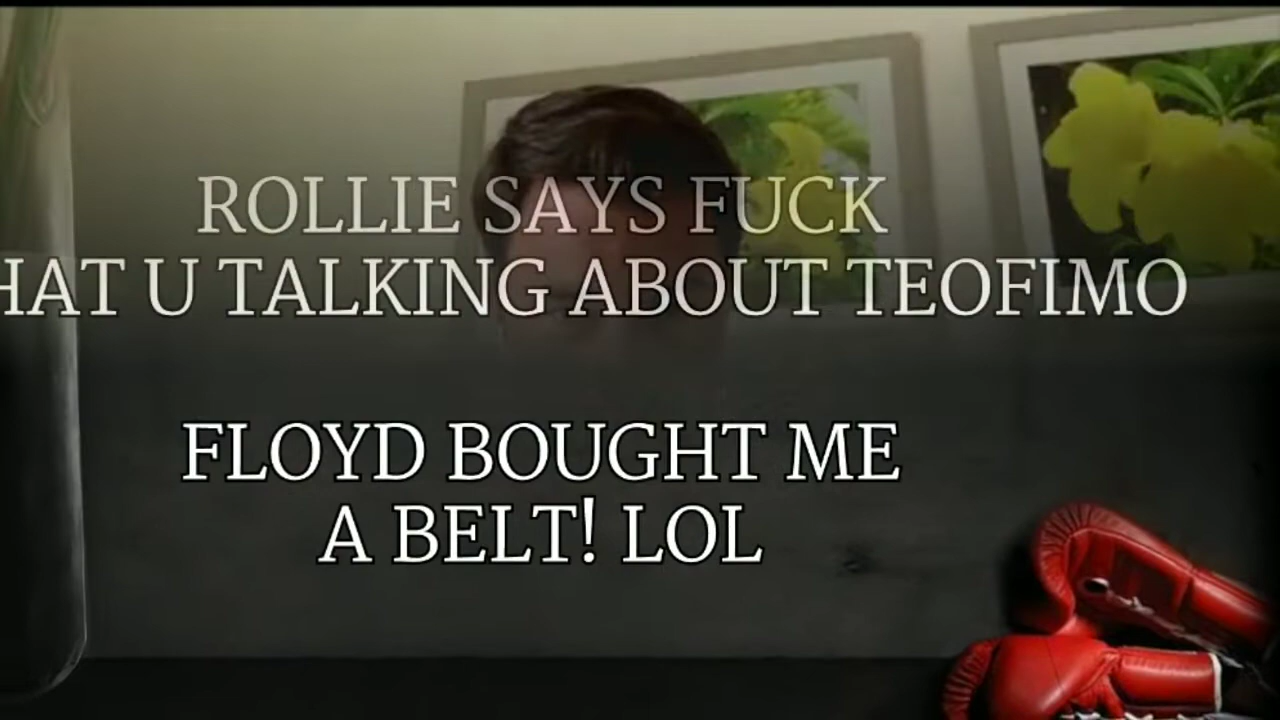 ROLLIE SAYS FUCK
HAT U TALKING ABOUT TEOFIMO
FLOYD BOUGHT ME
A BELT! LOL